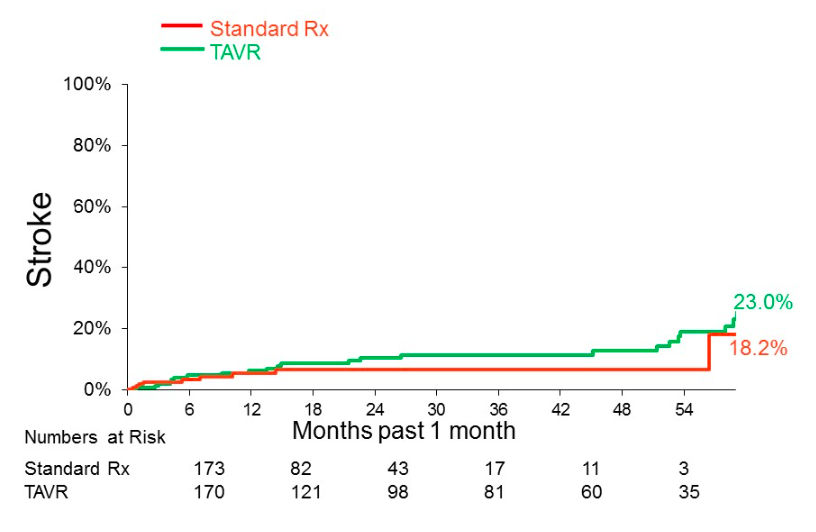 Standard Rx
TAVR
100%
80%
60%
40%
20%
0%
Stroke
23.0%
18.2%
0 6 12 18 24 30 36 42 48 54
Months past 1 month
Numbers at Risk
Standard Rx 173 82 43 17 11 3
TAVR 170 121 98 81 60 35